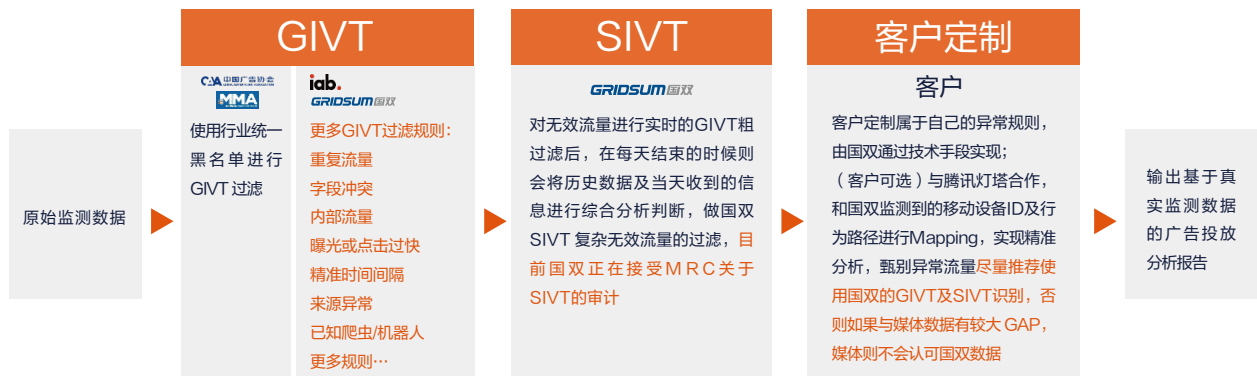 原始监测数据
GIVT
CAA 中国广告协会
MMA
使用行业统一
黑名单进行
GIVT 过滤
iab.
GRIDSUM国双
更多GIVT过滤规则：
重复流量
字段冲突
内部流量
曝光或点击过快
精准时间间隔
来源异常
已知爬虫/机器人
更多规则…
SIVT
GRIDSUM国双
对无效流量进行实时的GIVT粗
过滤后，在每天结束的时候则
会将历史数据及当天收到的信
息进行综合分析判断，做国双
SIVT 复杂无效流量的过滤，目
前国双正在接受MRC关于
SIVT的审计
客户定制
客户
客户定制属于自己的异常规则，
由国双通过技术手段实现；
（客户可选）与腾讯灯塔合作，
和国双监测到的移动设备ID及行
为路径进行Mapping，实现精准
分析，甄别异常流量尽量推荐使
用国双的GIVT及SIVT识别，否
则如果与媒体数据有较大 GAP，
媒体则不会认可国双数据
输出基于真
实监测数据
的广告投放
分析报告